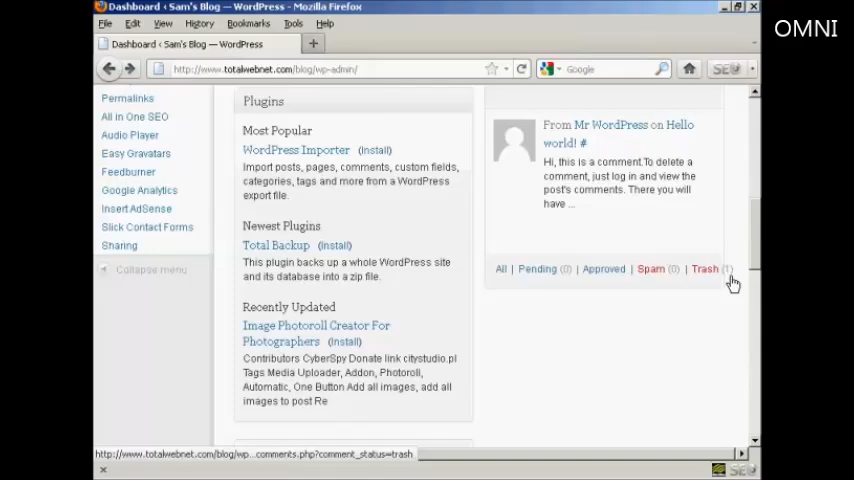 Dashboard ‹ Sam's Blog — WordPress - Mozilla Firefox
OMNI
File Edit View History Bookmarks Tools Help
Dashboard ‹ Sam's Blog — WordPress
http://www.totalwebnet.com/blog/wp-admin/
Google
SEO
Permalinks
All in One SEO
Audio Player
Easy Gravatars
Feedburner
Google Analytics
Insert AdSense
Slick Contact Forms
Sharing
Collapse menu
Plugins
Most Popular
WordPress Importer (Install)
Import posts, pages, comments, custom fields,
categories, tags and more from a WordPress
export file.
Newest Plugins
Total Backup (Install)
This plugin backs up a whole WordPress site
and its database into a zip file.
Recently Updated
Image Photoroll Creator For
Photographers (Install)
Contributors CyberSpy Donate link citystudio.pl
Tags Media Uploader, Addon, Photoroll,
Automatic, One Button Add all images, add all
images to post Re
From Mr WordPress on Hello
world! #
Hi, this is a comment.To delete a
comment, just log in and view the
post's comments. There you will
have ...
All | Pending (0) | Approved | Spam (0) | Trash (1)
http://www.totalwebnet.com/blog/wp...comments.php?comment_status=trash
SEO